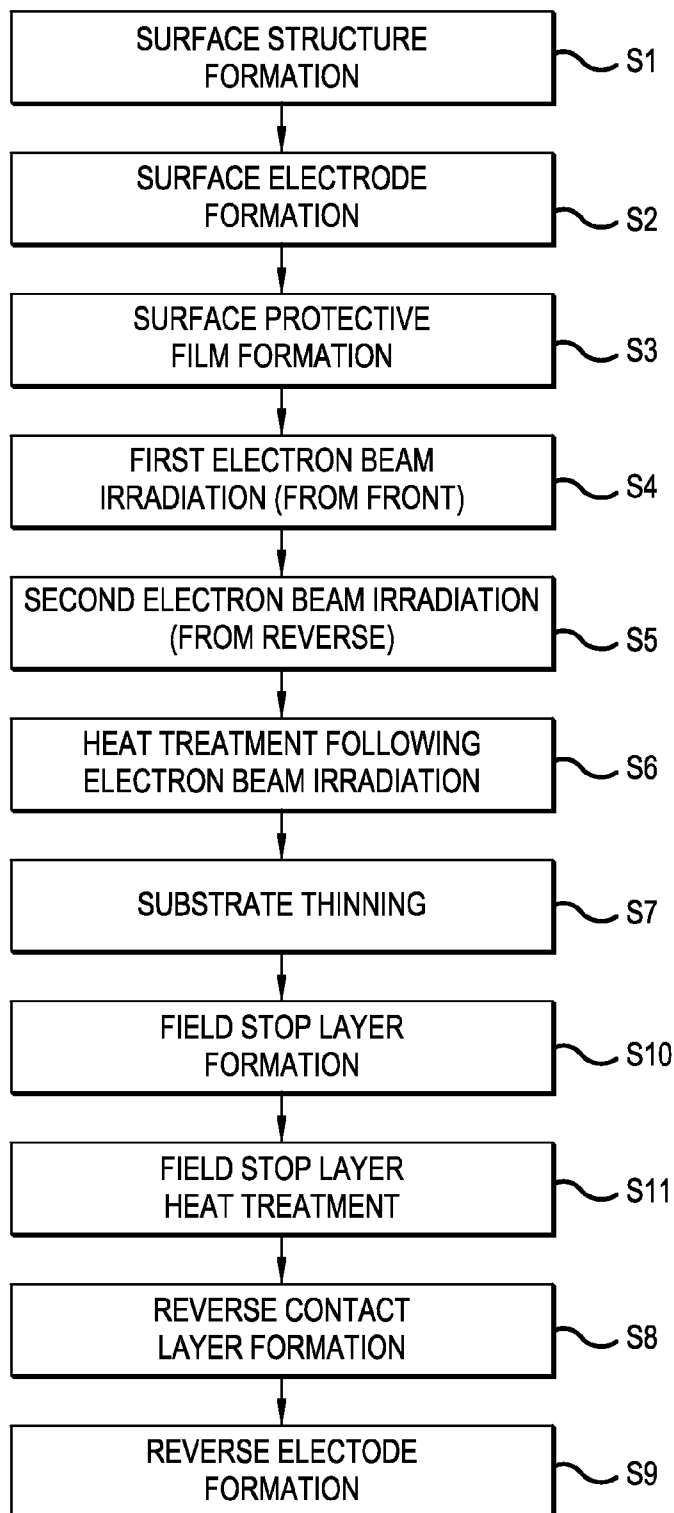 SURFACE STRUCTURE
FORMATION
S1
SURFACE ELECTRODE
FORMATION
S2
SURFACE PROTECTIVE
FILM FORMATION
S3
FIRST ELECTRON BEAM
IRRADIATION (FROM FRONT)
S4
SECOND ELECTRON BEAM IRRADIATION
(FROM REVERSE)
S5
HEAT TREATMENT FOLLOWING
ELECTRON BEAM IRRADIATION
S6
SUBSTRATE THINNING
S7
FIELD STOP LAYER
FORMATION
S10
FIELD STOP LAYER
HEAT TREATMENT
S11
REVERSE CONTACT
LAYER FORMATION
S8
REVERSE ELECTODE
FORMATION
S9